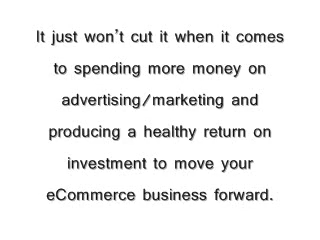 It just won't cut it when it comes
to spending more money on
advertising/marketing and
producing a healthy return on
investment to move your
eCommerce business forward.